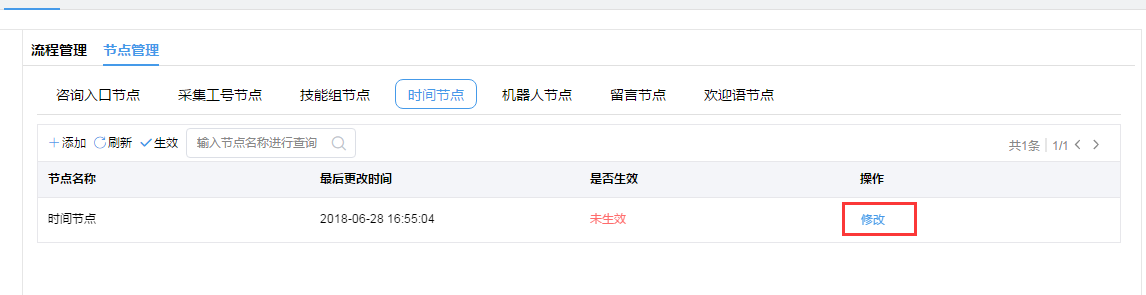 流程管理 节点管理
咨询入口节点 采集工号节点 技能组节点 时间节点 机器人节点 留言节点 欢迎语节点
添加 刷新 生效 输入节点名称进行查询 共1条 1/1
节点名称 最后更改时间 是否生效 操作
时间节点 2018-06-28 16:55:04 未生效 修改